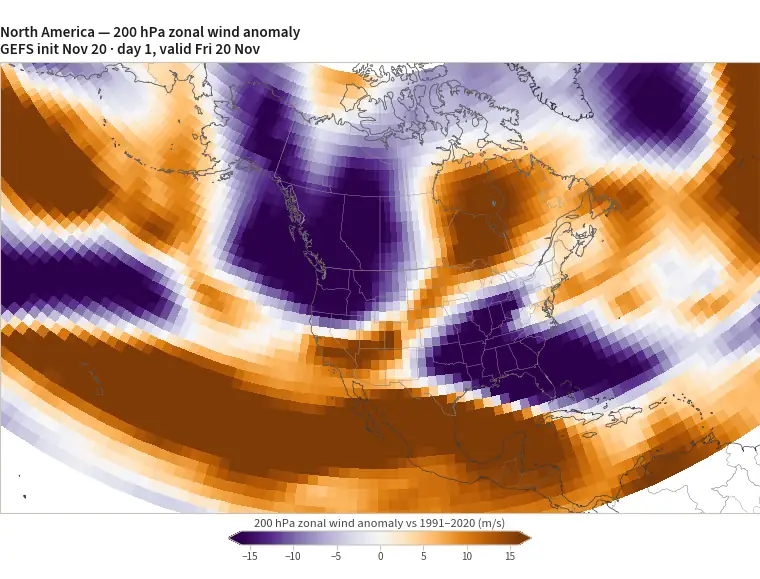 North America — 200 hPa zonal wind anomaly
GEFS init Nov 20 · day 1, valid Fri 20 Nov
200 hPa zonal wind anomaly vs 1991–2020 (m/s)
−15 −10 −5 0 5 10 15